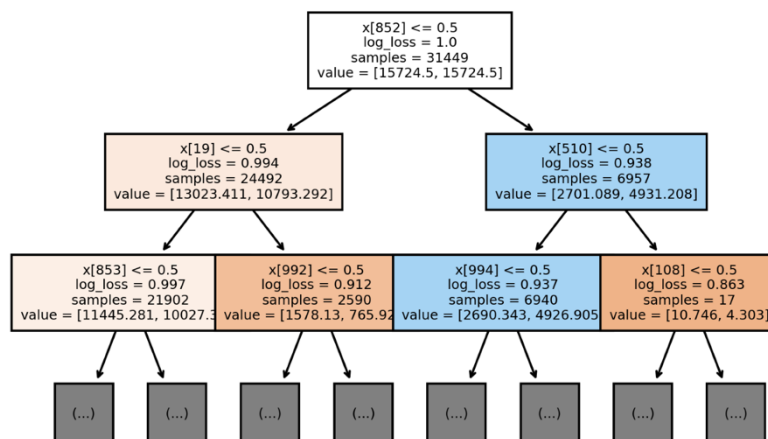 x[852] <= 0.5
log_loss = 1.0
samples = 31449
value = [15724.5, 15724.5]
x[19] <= 0.5
log_loss = 0.994
samples = 24492
value = [13023.411, 10793.292]
x[510] <= 0.5
log_loss = 0.938
samples = 6957
value = [2701.089, 4931.208]
x[853] <= 0.5
log_loss = 0.997
samples = 21902
value = [11445.281, 10027.3
x[992] <= 0.5
log_loss = 0.912
samples = 2590
value = [1578.13, 765.92
x[994] <= 0.5
log_loss = 0.937
samples = 6940
value = [2690.343, 4926.905
x[108] <= 0.5
log_loss = 0.863
samples = 17
value = [10.746, 4.303]
(...)
(...)
(...)
(...)
(...)
(...)
(...)
(...)